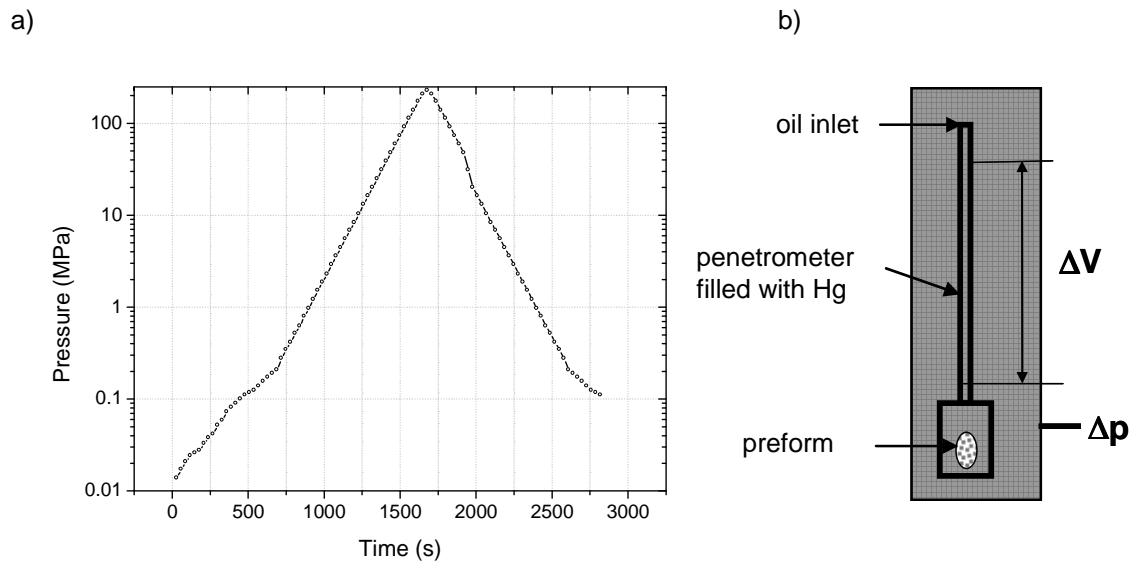 a)
100
10
1
0.1
0.01
Pressure (MPa)
0
500
1000
1500
2000
2500
3000
Time (s)
b)
oil inlet
penetrometer
filled with Hg
preform
ΔV
Δp